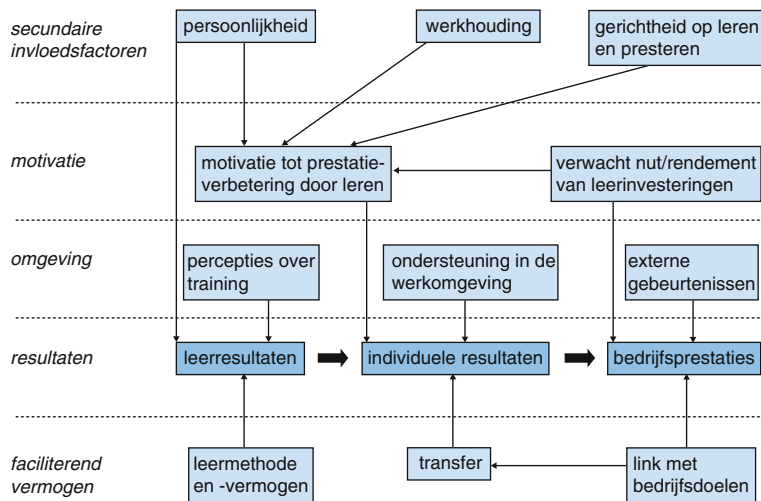 secundaire
invloedsfactoren
persoonlijkheid
werkhouding
gerichtheid op leren
en presteren
motivatie
motivatie tot prestatie-
verbetering door leren
verwacht nut/rendement
van leerinvesteringen
omgeving
percepties over
training
ondersteuning in de
werkomgeving
externe
gebeurtenissen
resultaten
leerresultaten
individuele resultaten
bedrijfsprestaties
faciliterend
vermogen
leermethode
en -vermogen
transfer
link met
bedrijfsdoelen